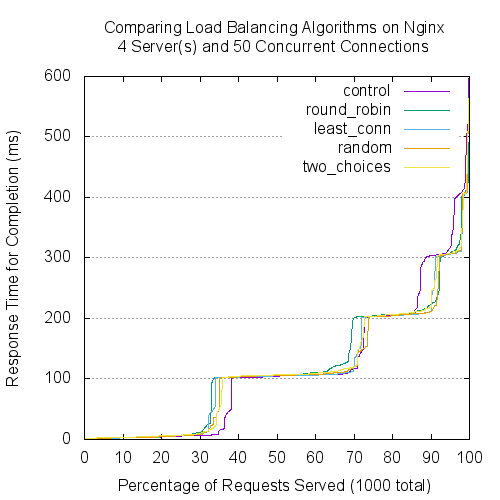 Comparing Load Balancing Algorithms on Nginx
4 Server(s) and 50 Concurrent Connections
600
500
400
300
200
100
0
Response Time for Completion (ms)
control
round_robin
least_conn
random
two_choices
0 10 20 30 40 50 60 70 80 90 100
Percentage of Requests Served (1000 total)